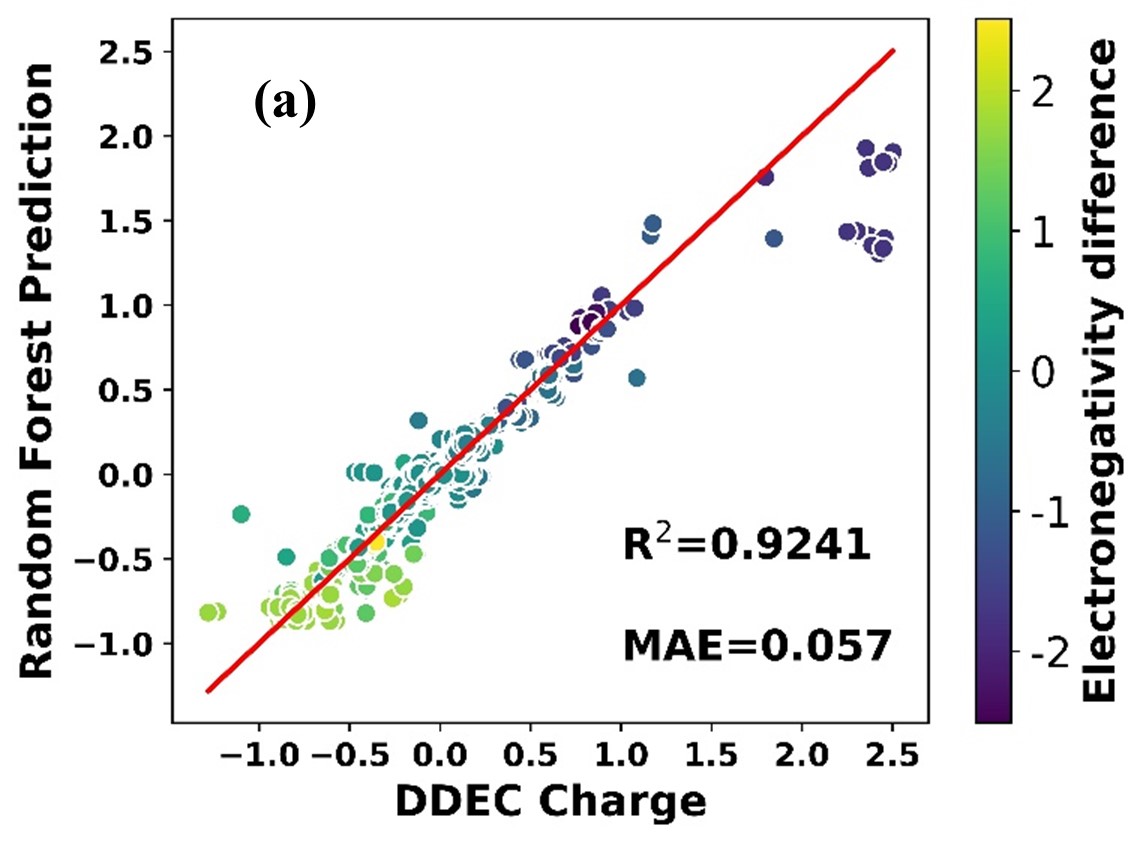 (a)
Random Forest Prediction
2.5
2.0
1.5
1.0
0.5
0.0
−0.5
−1.0
R²=0.9241
MAE=0.057
−1.0 −0.5 0.0 0.5 1.0 1.5 2.0 2.5
DDEC Charge
2
1
0
-1
-2
Electronegativity difference